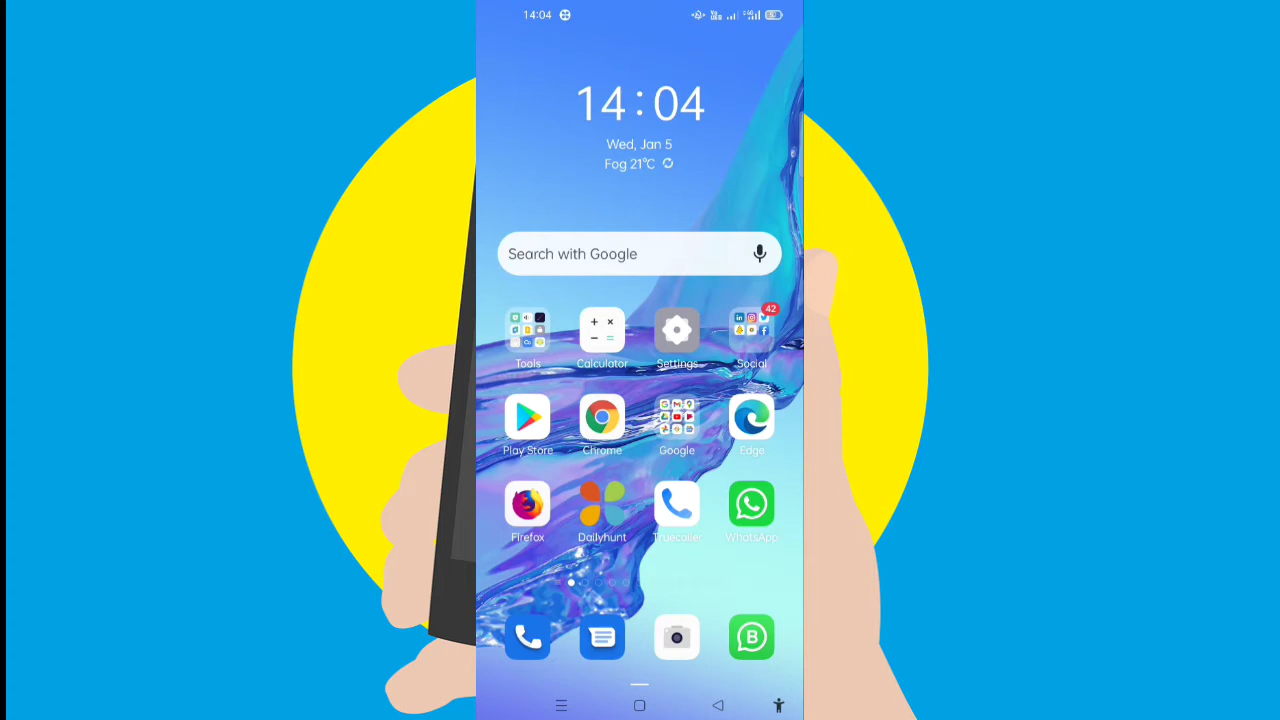 14:04
14:04
Wed, Jan 5
Fog 21°C
Search with Google
42
Tools
Calculator
Settings
Social
Play Store
Chrome
Google
Edge
Firefox
Dailyhunt
Truecaller
WhatsApp
B